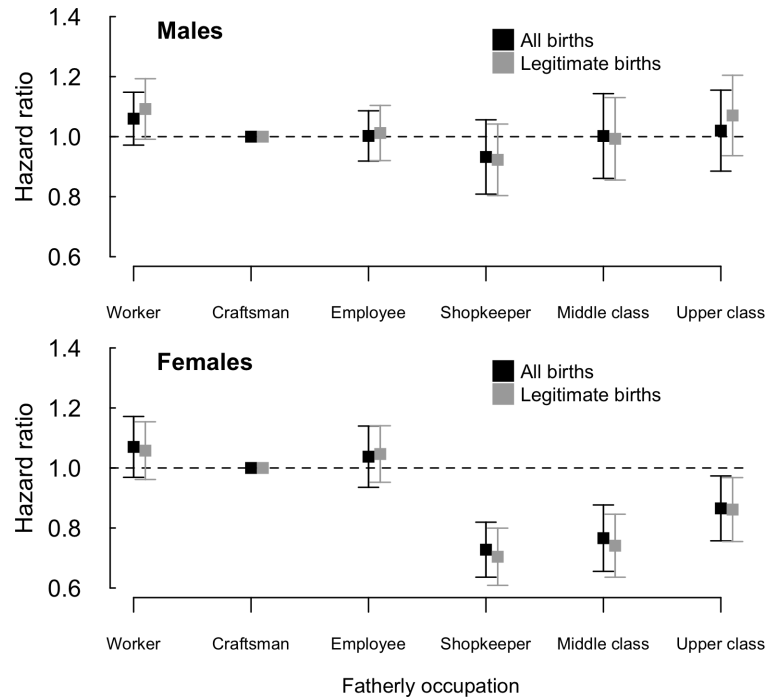 Males
All births
Legitimate births
Hazard ratio
1.4
1.2
1.0
0.8
0.6
Worker Craftsman Employee Shopkeeper Middle class Upper class
Females
All births
Legitimate births
Hazard ratio
1.4
1.2
1.0
0.8
0.6
Worker Craftsman Employee Shopkeeper Middle class Upper class
Fatherly occupation